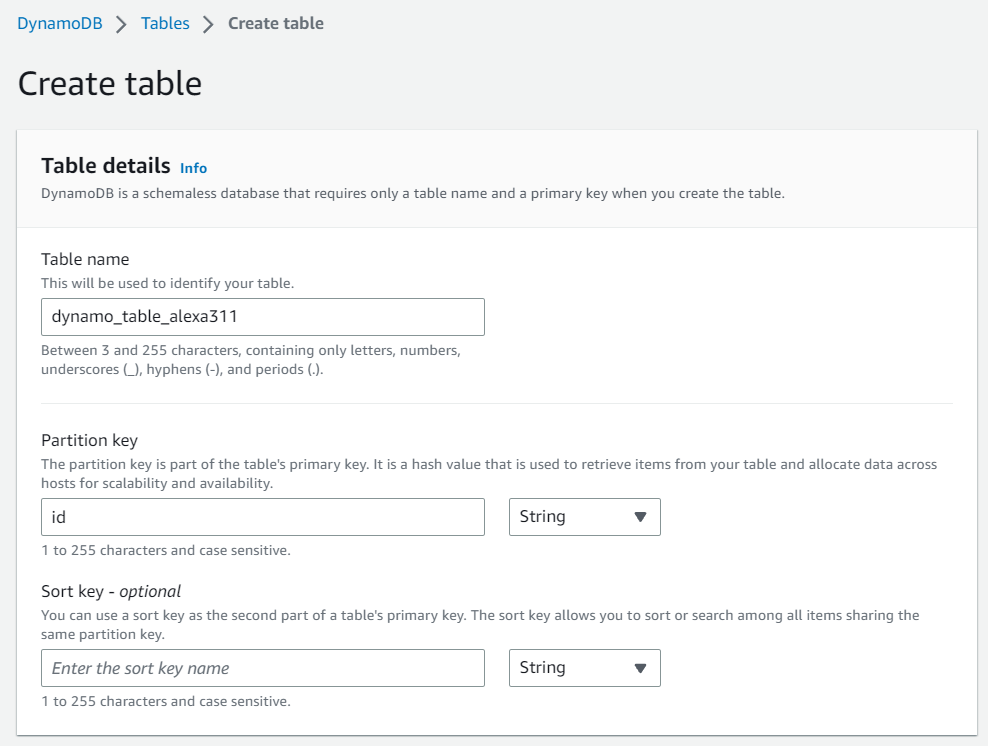 DynamoDB > Tables > Create table
Create table
Table details Info
DynamoDB is a schemaless database that requires only a table name and a primary key when you create the table.
Table name
This will be used to identify your table.
dynamo_table_alexa311
Between 3 and 255 characters, containing only letters, numbers,
underscores (_), hyphens (-), and periods (.).
Partition key
The partition key is part of the table's primary key. It is a hash value that is used to retrieve items from your table and allocate data across
hosts for scalability and availability.
id String
1 to 255 characters and case sensitive.
Sort key - optional
You can use a sort key as the second part of a table's primary key. The sort key allows you to sort or search among all items sharing the
same partition key.
Enter the sort key name String
1 to 255 characters and case sensitive.